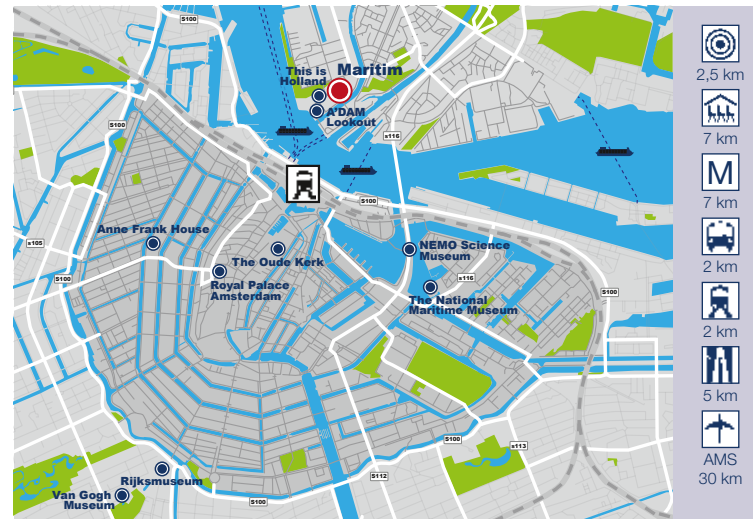 S100
This is
Holland
Maritim
A'DAM
Lookout
s116
S100
S100
Anne Frank House
s105
The Oude Kerk
NEMO Science
Museum
Royal Palace
Amsterdam
s116
S100
S100
The National
Maritime Museum
S100
s113
S112
Rijksmuseum
Van Gogh
Museum
S100
2,5 km
7 km
M
7 km
2 km
2 km
5 km
AMS
30 km